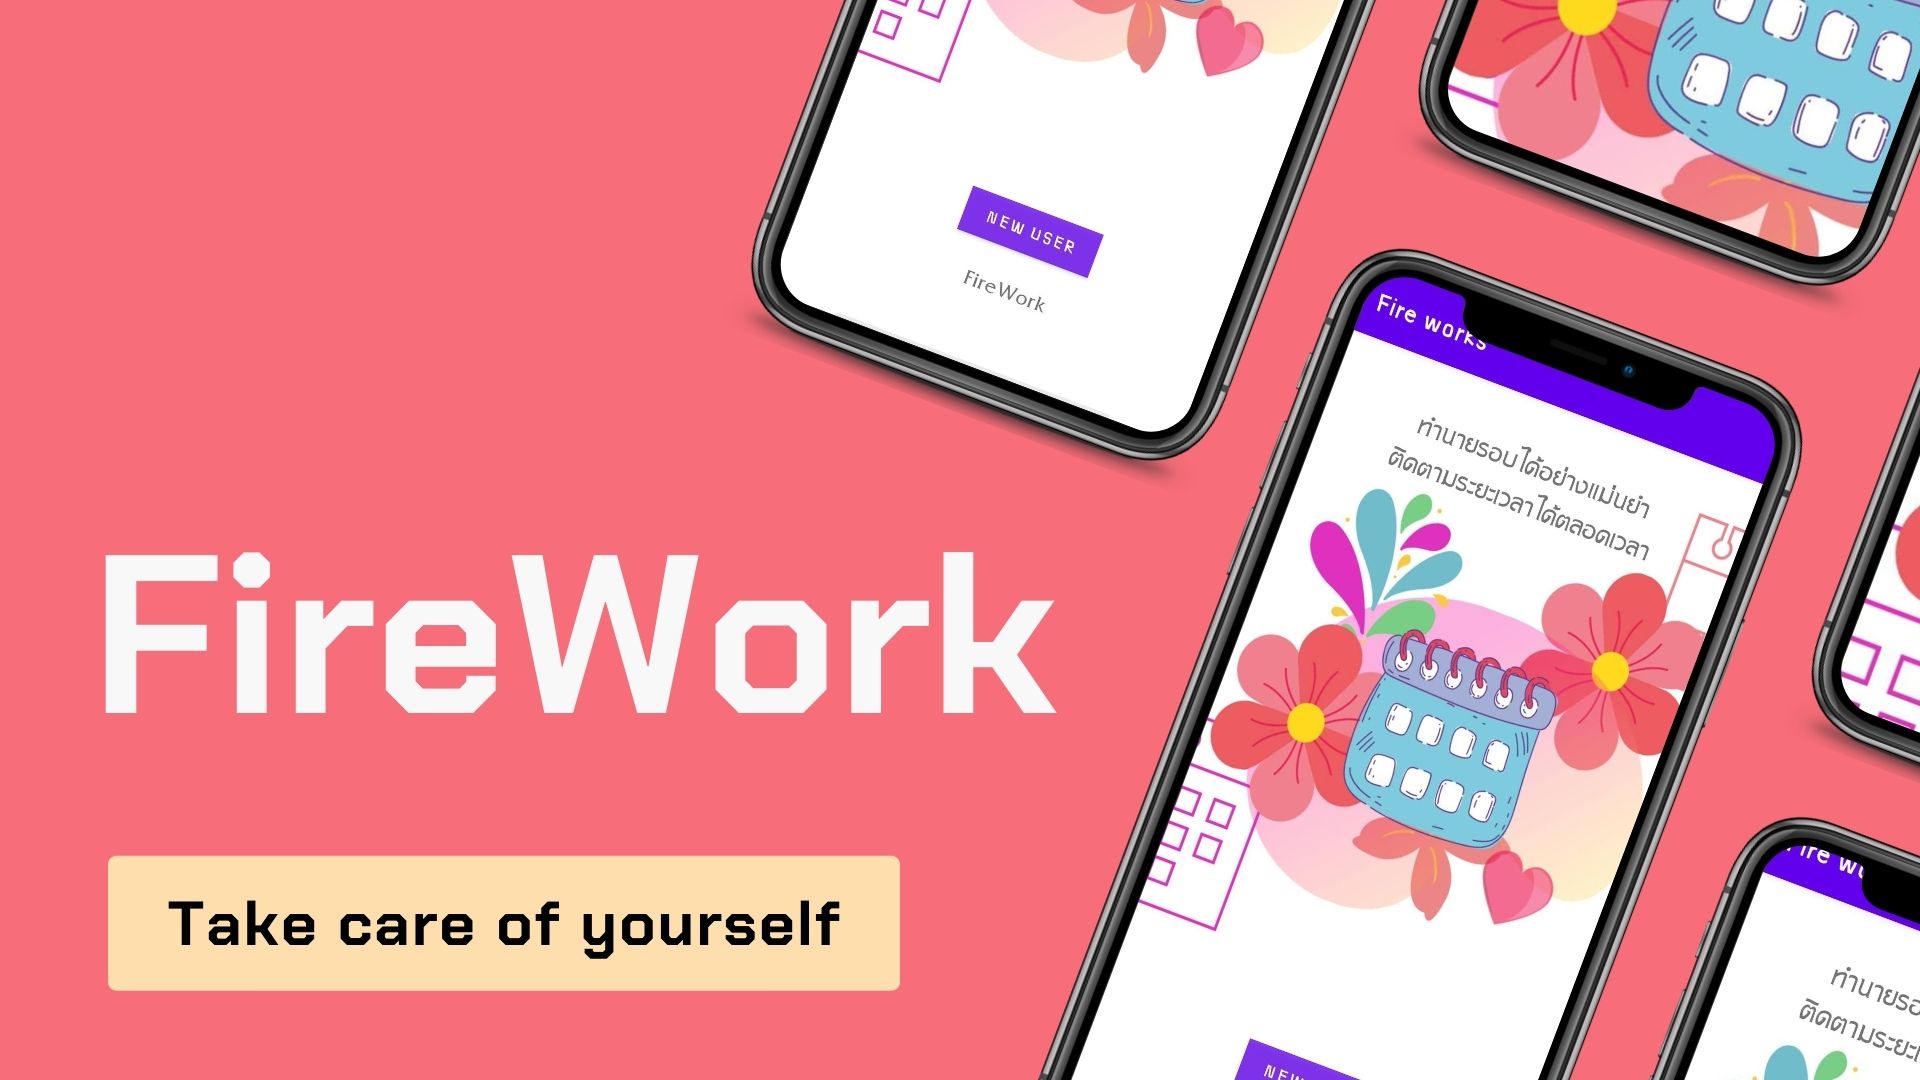 NEW USER
FireWork
Fire works
ทำนายรอบได้อย่างแม่นยำ
ติดตามระยะเวลาได้ตลอดเวลา
FireWork
Take care of yourself
NEW
Fire